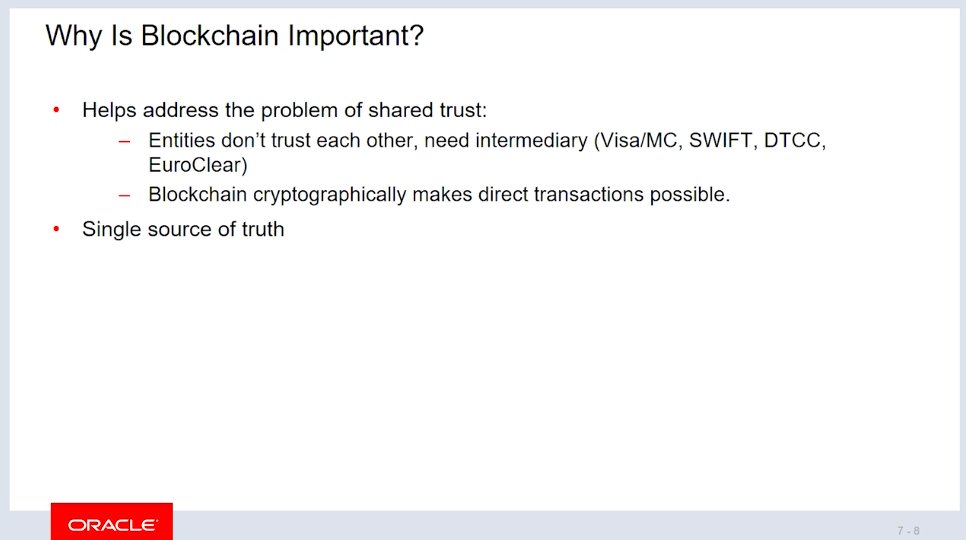 Why Is Blockchain Important?
• Helps address the problem of shared trust:
– Entities don't trust each other, need intermediary (Visa/MC, SWIFT, DTCC,
EuroClear)
– Blockchain cryptographically makes direct transactions possible.
• Single source of truth
ORACLE
7 - 8